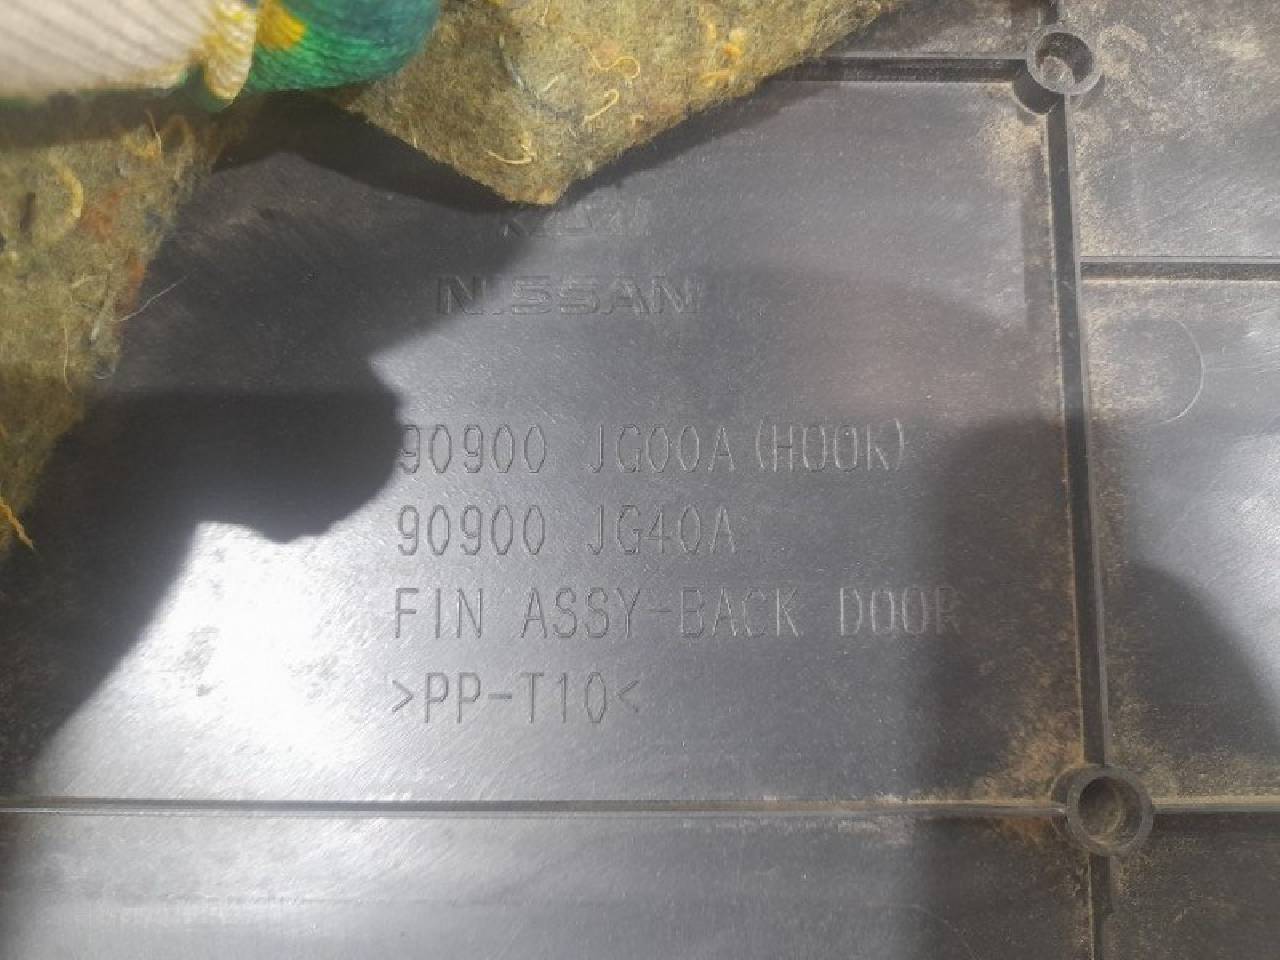 NISSAN
90900 JG00A (HOOK)
90900 JG40A
FIN ASSY-BACK DOOR
>PP-T10<